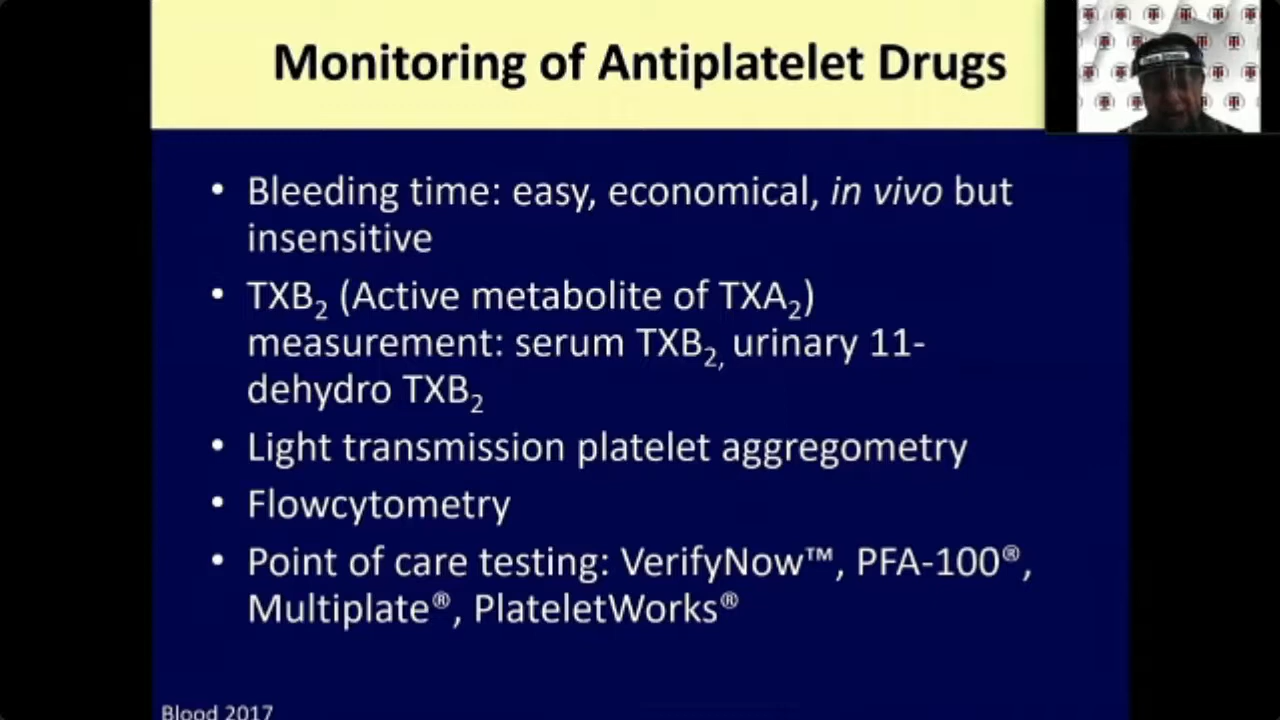 Monitoring of Antiplatelet Drugs
• Bleeding time: easy, economical, in vivo but
insensitive
• TXB₂ (Active metabolite of TXA₂)
measurement: serum TXB₂, urinary 11-
dehydro TXB₂
• Light transmission platelet aggregometry
• Flowcytometry
• Point of care testing: VerifyNow™, PFA-100®,
Multiplate®, PlateletWorks®
Blood 2017